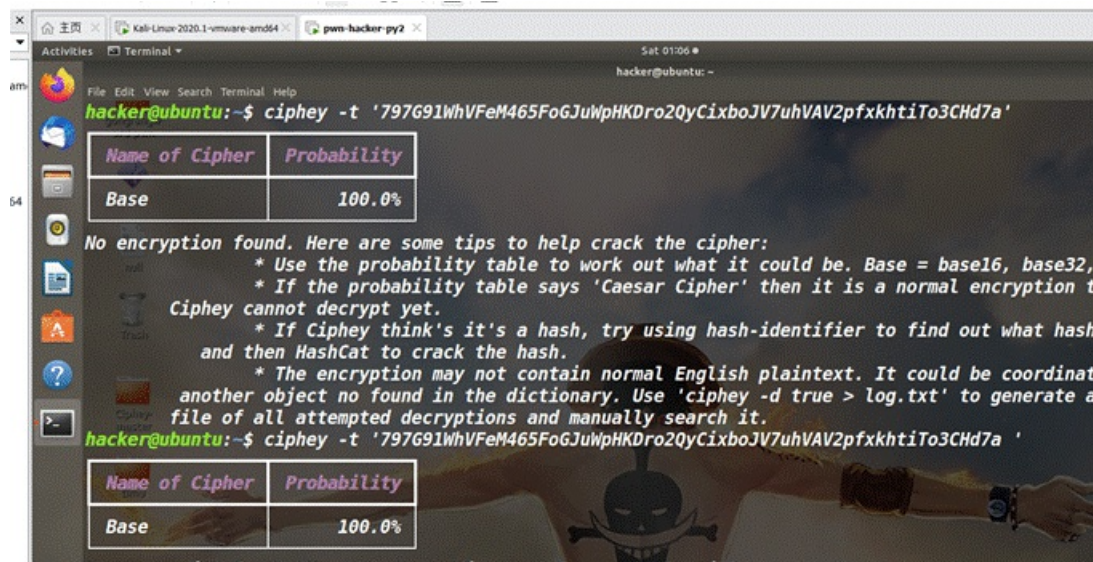 主页 Kali-Linux-2020.1-vmware-amd64 pwn-hacker-py2
Activities Terminal Sat 01:06
hacker@ubuntu: ~
am
File Edit View Search Terminal Help
hacker@ubuntu:~$ ciphey -t '797G91WhVFeM465FoGJuWpHKDro2QyCixboJV7uhVAV2pfxkhtiTo3CHd7a'
Name of Cipher Probability
64
Base 100.0%
No encryption found. Here are some tips to help crack the cipher:
* Use the probability table to work out what it could be. Base = base16, base32,
null
* If the probability table says 'Caesar Cipher' then it is a normal encryption t
Ciphey cannot decrypt yet.
* If Ciphey think's it's a hash, try using hash-identifier to find out what hash
Trash
and then HashCat to crack the hash.
* The encryption may not contain normal English plaintext. It could be coordinat
another object no found in the dictionary. Use 'ciphey -d true > log.txt' to generate a
file of all attempted decryptions and manually search it.
hacker@ubuntu:~$ ciphey -t '797G91WhVFeM465FoGJuWpHKDro2QyCixboJV7uhVAV2pfxkhtiTo3CHd7a '
Name of Cipher Probability
Base 100.0%